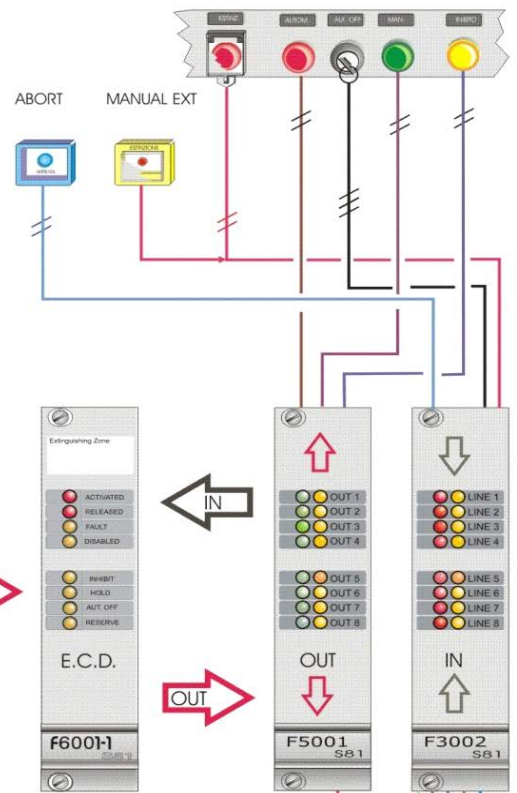 ESTINZ
AUTOM.
AUT. OFF
MAN.
INIBITO
ABORT
MANUAL EXT
ESTINZIONE
Extinguishing Zone
ACTIVATED
RELEASED
FAULT
DISABLED
INHIBIT
HOLD
AUT. OFF
RESERVE
E.C.D.
F6001-1
S81
IN
OUT
OUT 1
OUT 2
OUT 3
OUT 4
OUT 5
OUT 6
OUT 7
OUT 8
OUT
F5001
S81
LINE 1
LINE 2
LINE 3
LINE 4
LINE 5
LINE 6
LINE 7
LINE 8
IN
F3002
S81